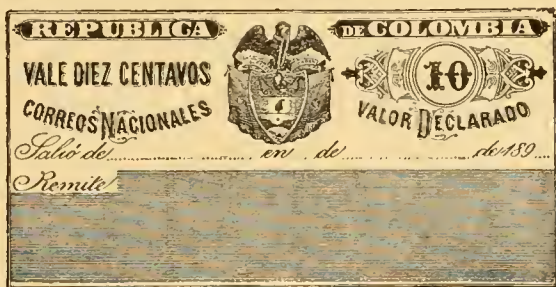 REPUBLICA DE COLOMBIA
VALE DIEZ CENTAVOS
10
CORREOS NACIONALES
VALOR DECLARADO
Salió de en de de 189
Remite